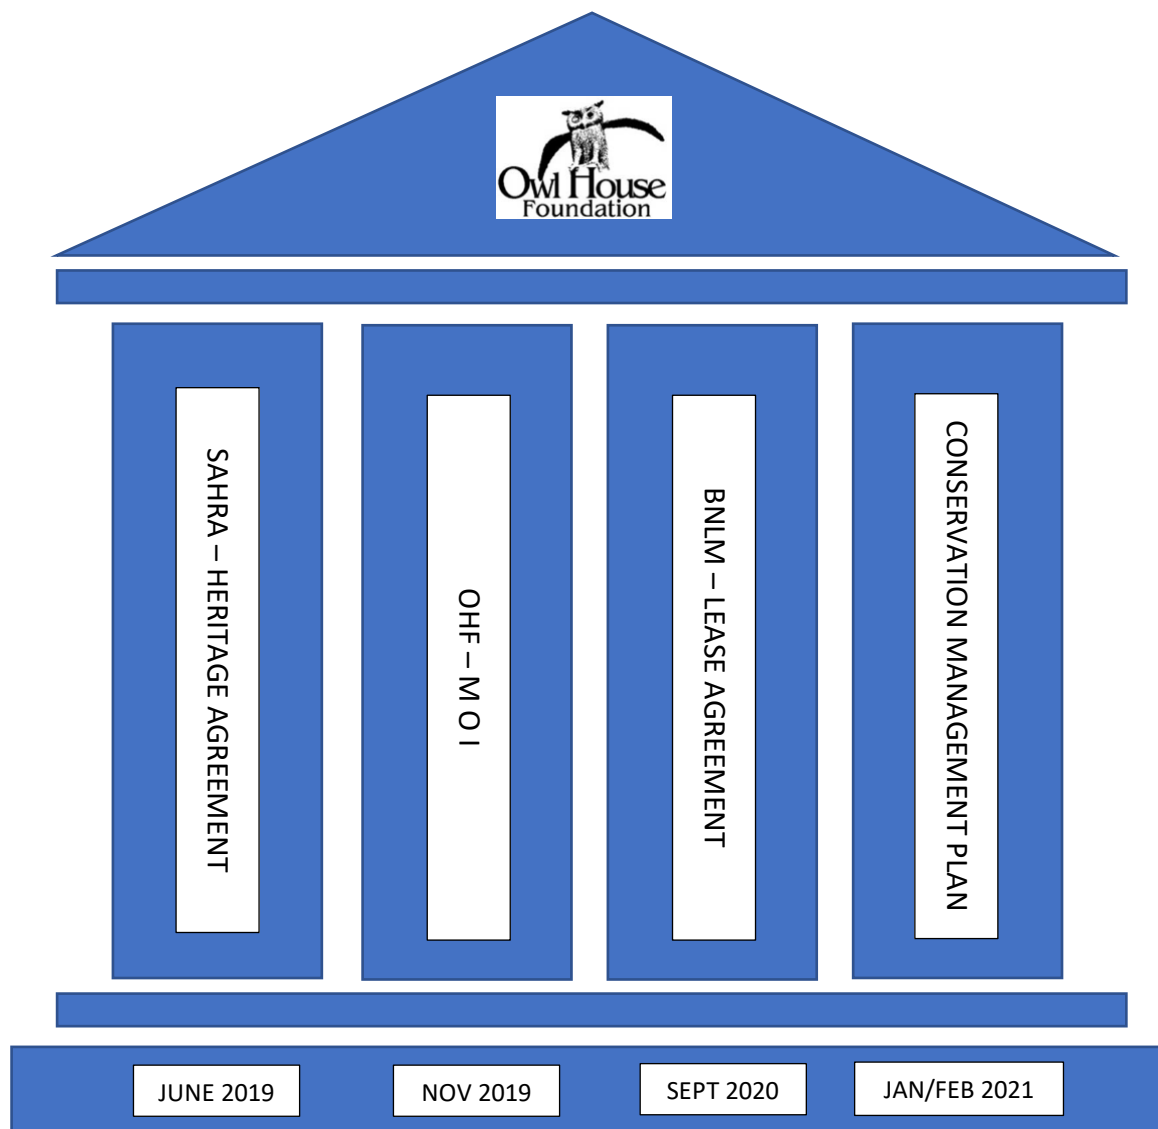 Owl House
Foundation
SAHRA – HERITAGE AGREEMENT
OHF – M O I
BNLM – LEASE AGREEMENT
CONSERVATION MANAGEMENT PLAN
JUNE 2019
NOV 2019
SEPT 2020
JAN/FEB 2021